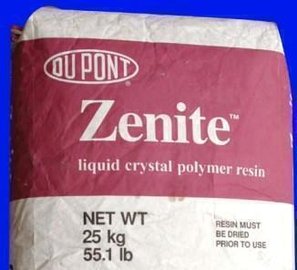 DU PONT
Zenite™
liquid crystal polymer resin
NET WT
25 kg
55.1 lb
RESIN MUST
BE DRIED
PRIOR TO USE